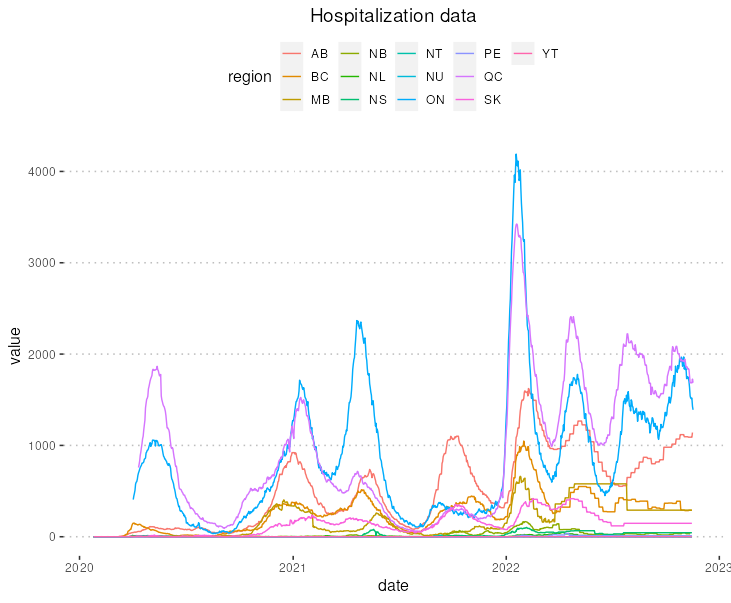 Hospitalization data
region
AB NB NT PE YT
BC NL NU QC
MB NS ON SK
4000
3000
2000
1000
0
value
2020 2021 2022 2023
date